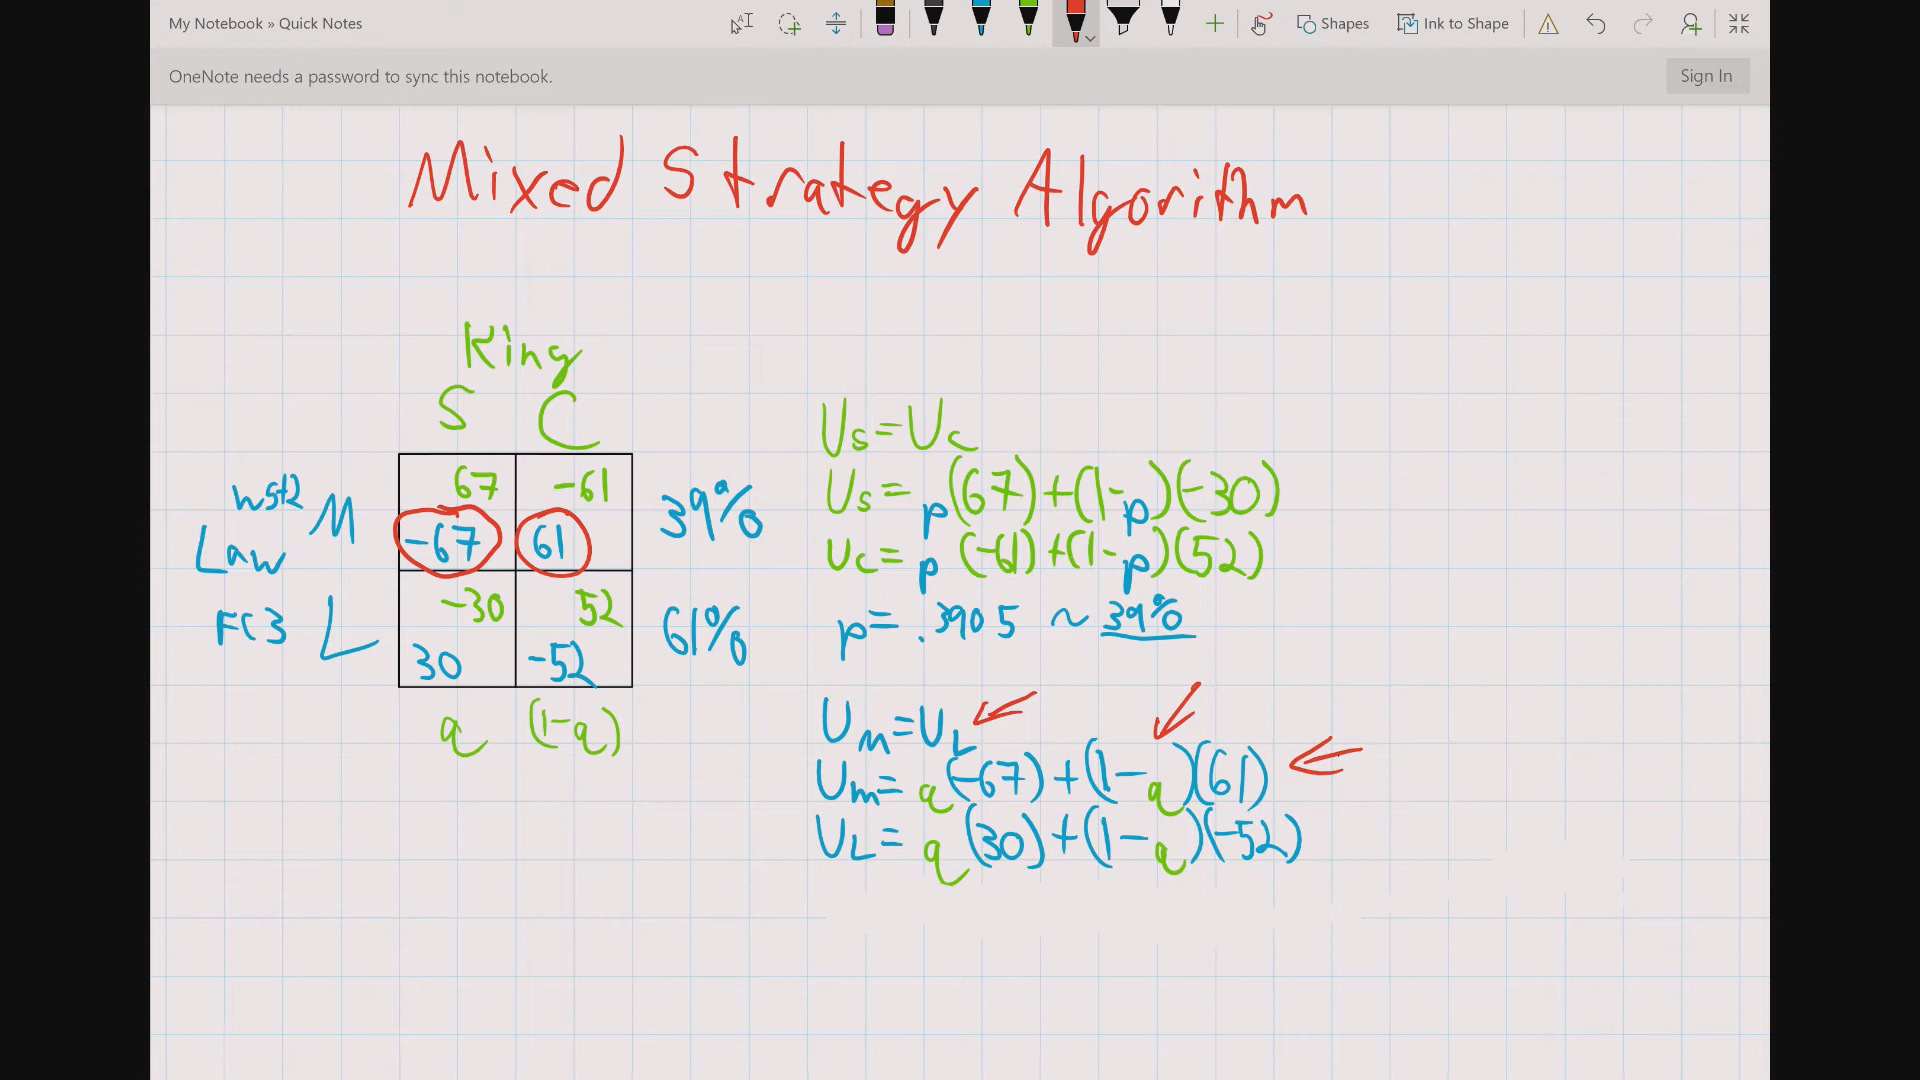 My Notebook » Quick Notes
Shapes
Ink to Shape
OneNote needs a password to sync this notebook.
Sign In
Mixed Strategy Algorithm
King
S C
67 -61
wst2 M
Law
-67 61
39%
-30 52
FC3 L
30 -52
61%
q (1-q)
Us=Uc
Us= p(67)+(1-p)(-30)
Uc= p(-61)+(1-p)(52)
p= .3905 ~ 39%
Um=UL
Um= q(-67)+(1-q)(61)
UL= q(30)+(1-q)(-52)